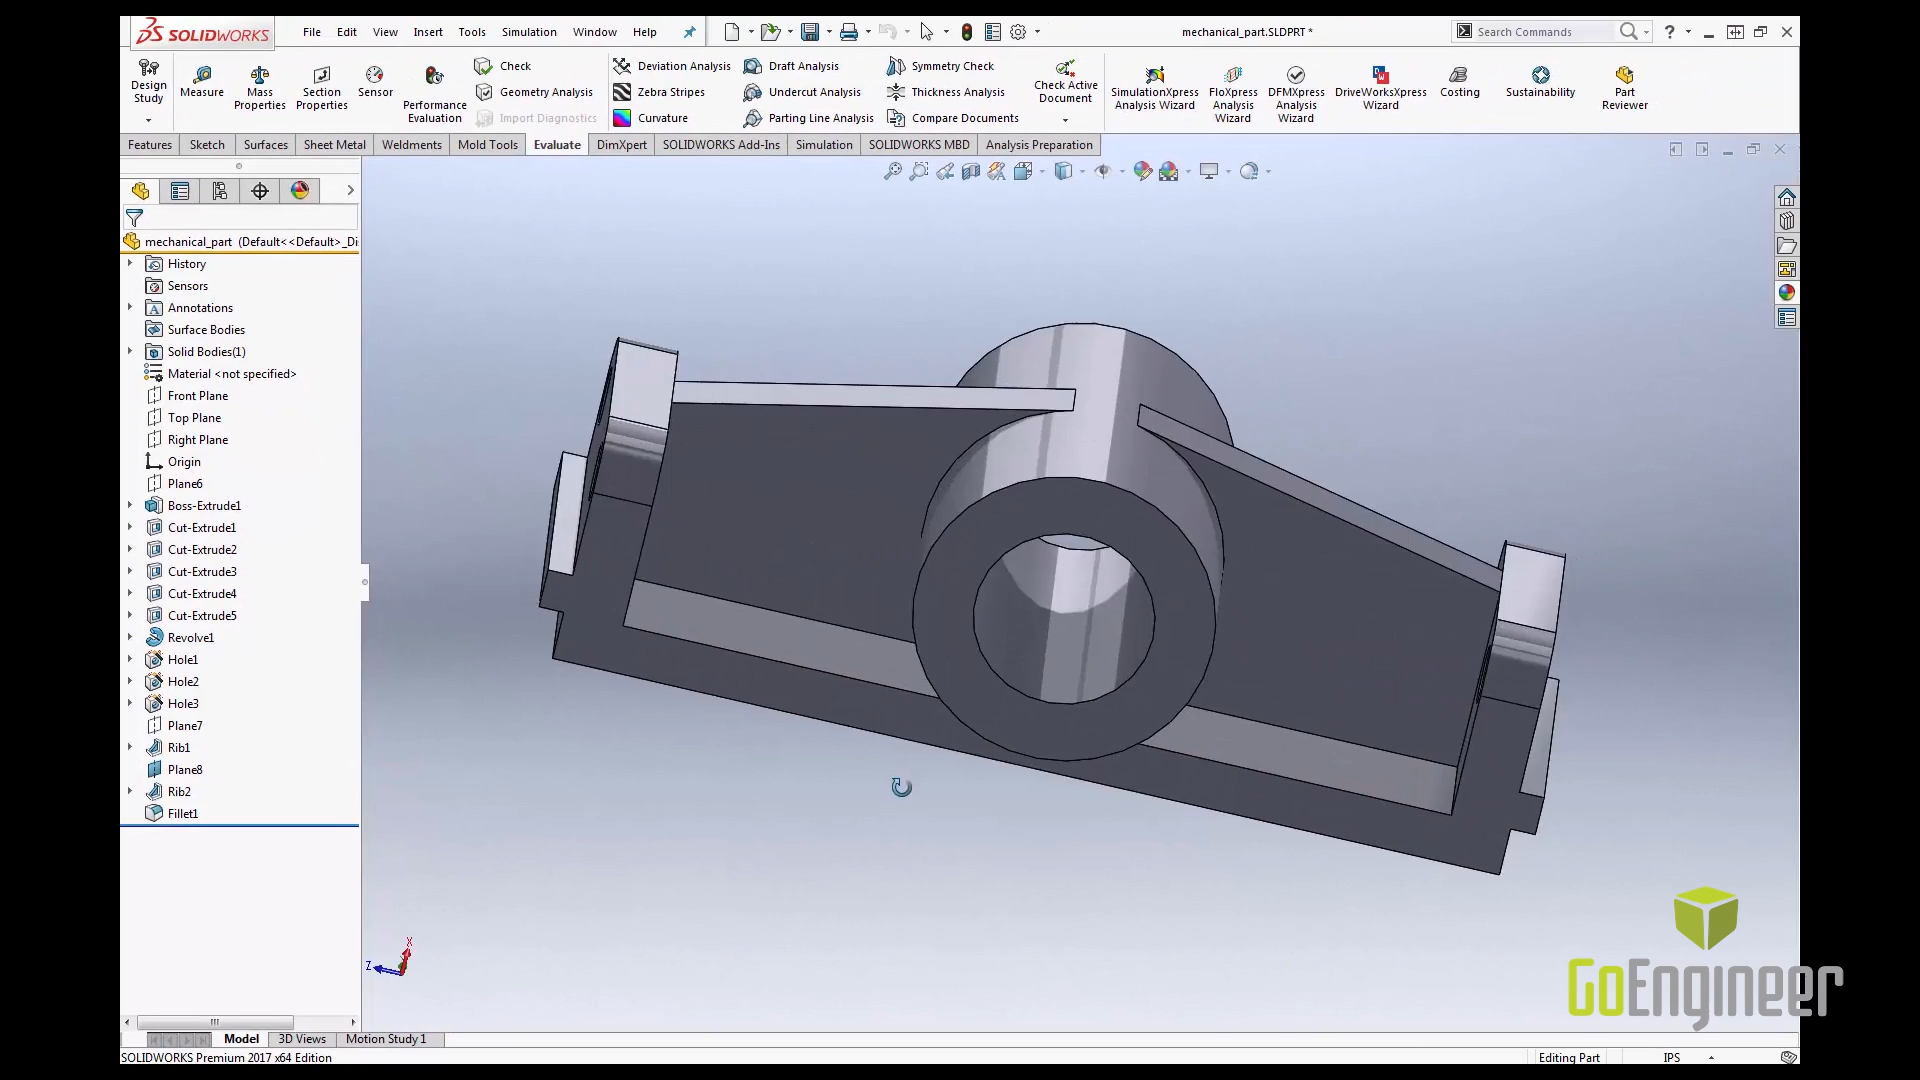 SOLIDWORKS File Edit View Insert Tools Simulation Window Help mechanical_part.SLDPRT * Search Commands ?
Design Study
Measure
Mass Properties
Section Properties
Sensor
Performance Evaluation
Check
Geometry Analysis
Import Diagnostics
Deviation Analysis
Zebra Stripes
Curvature
Draft Analysis
Undercut Analysis
Parting Line Analysis
Symmetry Check
Thickness Analysis
Compare Documents
Check Active Document
SimulationXpress Analysis Wizard
FloXpress Analysis Wizard
DFMXpress Analysis Wizard
DriveWorksXpress Wizard
Costing
Sustainability
Part Reviewer
Features Sketch Surfaces Sheet Metal Weldments Mold Tools Evaluate DimXpert SOLIDWORKS Add-Ins Simulation SOLIDWORKS MBD Analysis Preparation
mechanical_part (Default<<Default>_Di
History
Sensors
Annotations
Surface Bodies
Solid Bodies(1)
Material <not specified>
Front Plane
Top Plane
Right Plane
Origin
Plane6
Boss-Extrude1
Cut-Extrude1
Cut-Extrude2
Cut-Extrude3
Cut-Extrude4
Cut-Extrude5
Revolve1
Hole1
Hole2
Hole3
Plane7
Rib1
Plane8
Rib2
Fillet1
X
Z
GoEngineer
Model 3D Views Motion Study 1
SOLIDWORKS Premium 2017 x64 Edition Editing Part IPS